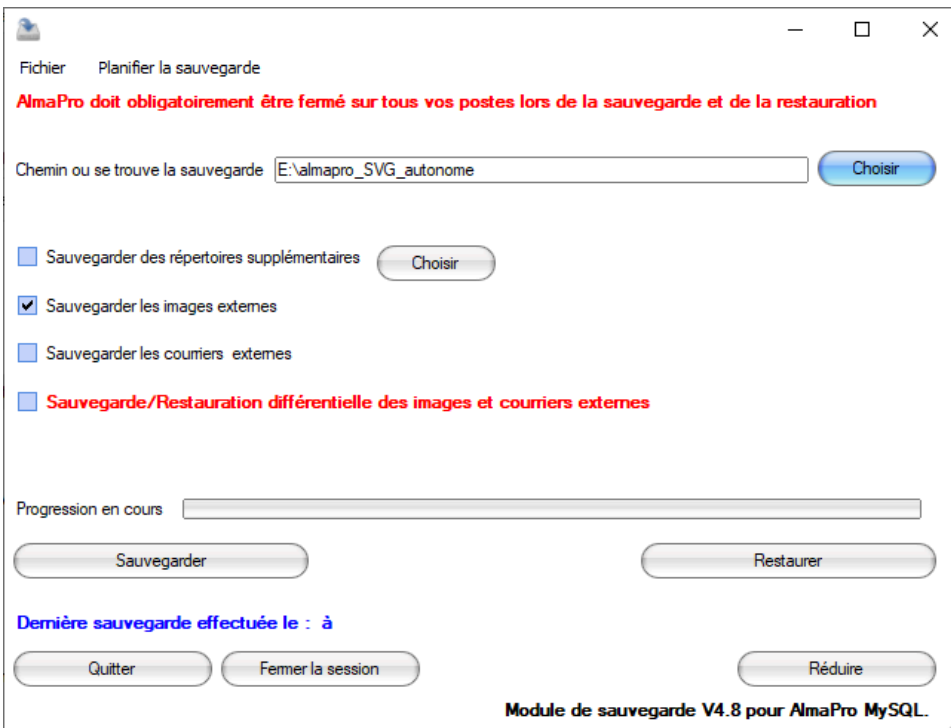 Fichier Planifier la sauvegarde
AlmaPro doit obligatoirement être fermé sur tous vos postes lors de la sauvegarde et de la restauration
Chemin ou se trouve la sauvegarde E:\almapro_SVG_autonome Choisir
Sauvegarder des répertoires supplémentaires Choisir
Sauvegarder les images externes
Sauvegarder les courriers externes
Sauvegarde/Restauration différentielle des images et courriers externes
Progression en cours
Sauvegarder Restaurer
Dernière sauvegarde effectuée le : à
Quitter Fermer la session Réduire
Module de sauvegarde V4.8 pour AlmaPro MySQL.